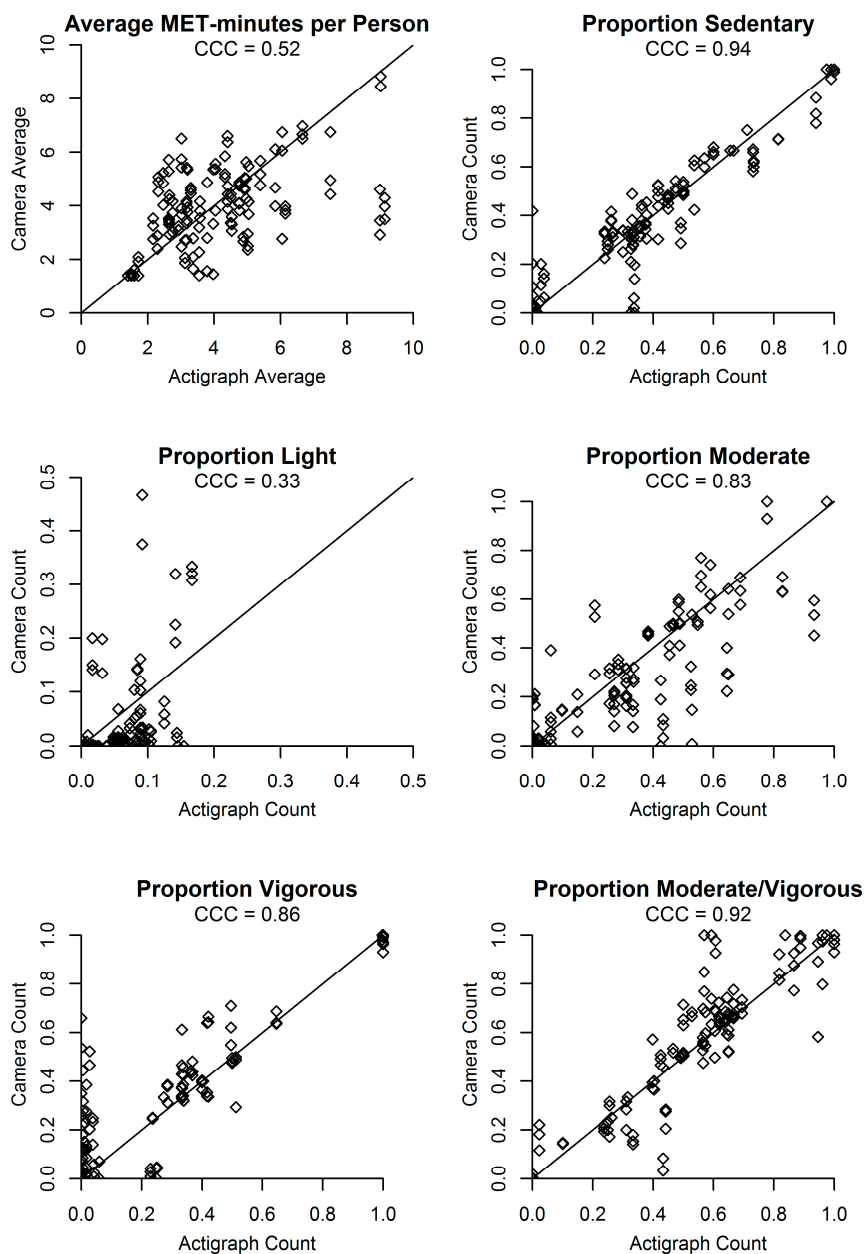 Average MET-minutes per Person
CCC = 0.52
Camera Average
0 2 4 6 8 10
0 2 4 6 8 10
Actigraph Average
Proportion Sedentary
CCC = 0.94
Camera Count
0.0 0.2 0.4 0.6 0.8 1.0
0.0 0.2 0.4 0.6 0.8 1.0
Actigraph Count
Proportion Light
CCC = 0.33
Camera Count
0.0 0.1 0.2 0.3 0.4 0.5
0.0 0.1 0.2 0.3 0.4 0.5
Actigraph Count
Proportion Moderate
CCC = 0.83
Camera Count
0.0 0.2 0.4 0.6 0.8 1.0
0.0 0.2 0.4 0.6 0.8 1.0
Actigraph Count
Proportion Vigorous
CCC = 0.86
Camera Count
0.0 0.2 0.4 0.6 0.8 1.0
0.0 0.2 0.4 0.6 0.8 1.0
Actigraph Count
Proportion Moderate/Vigorous
CCC = 0.92
Camera Count
0.0 0.2 0.4 0.6 0.8 1.0
0.0 0.2 0.4 0.6 0.8 1.0
Actigraph Count